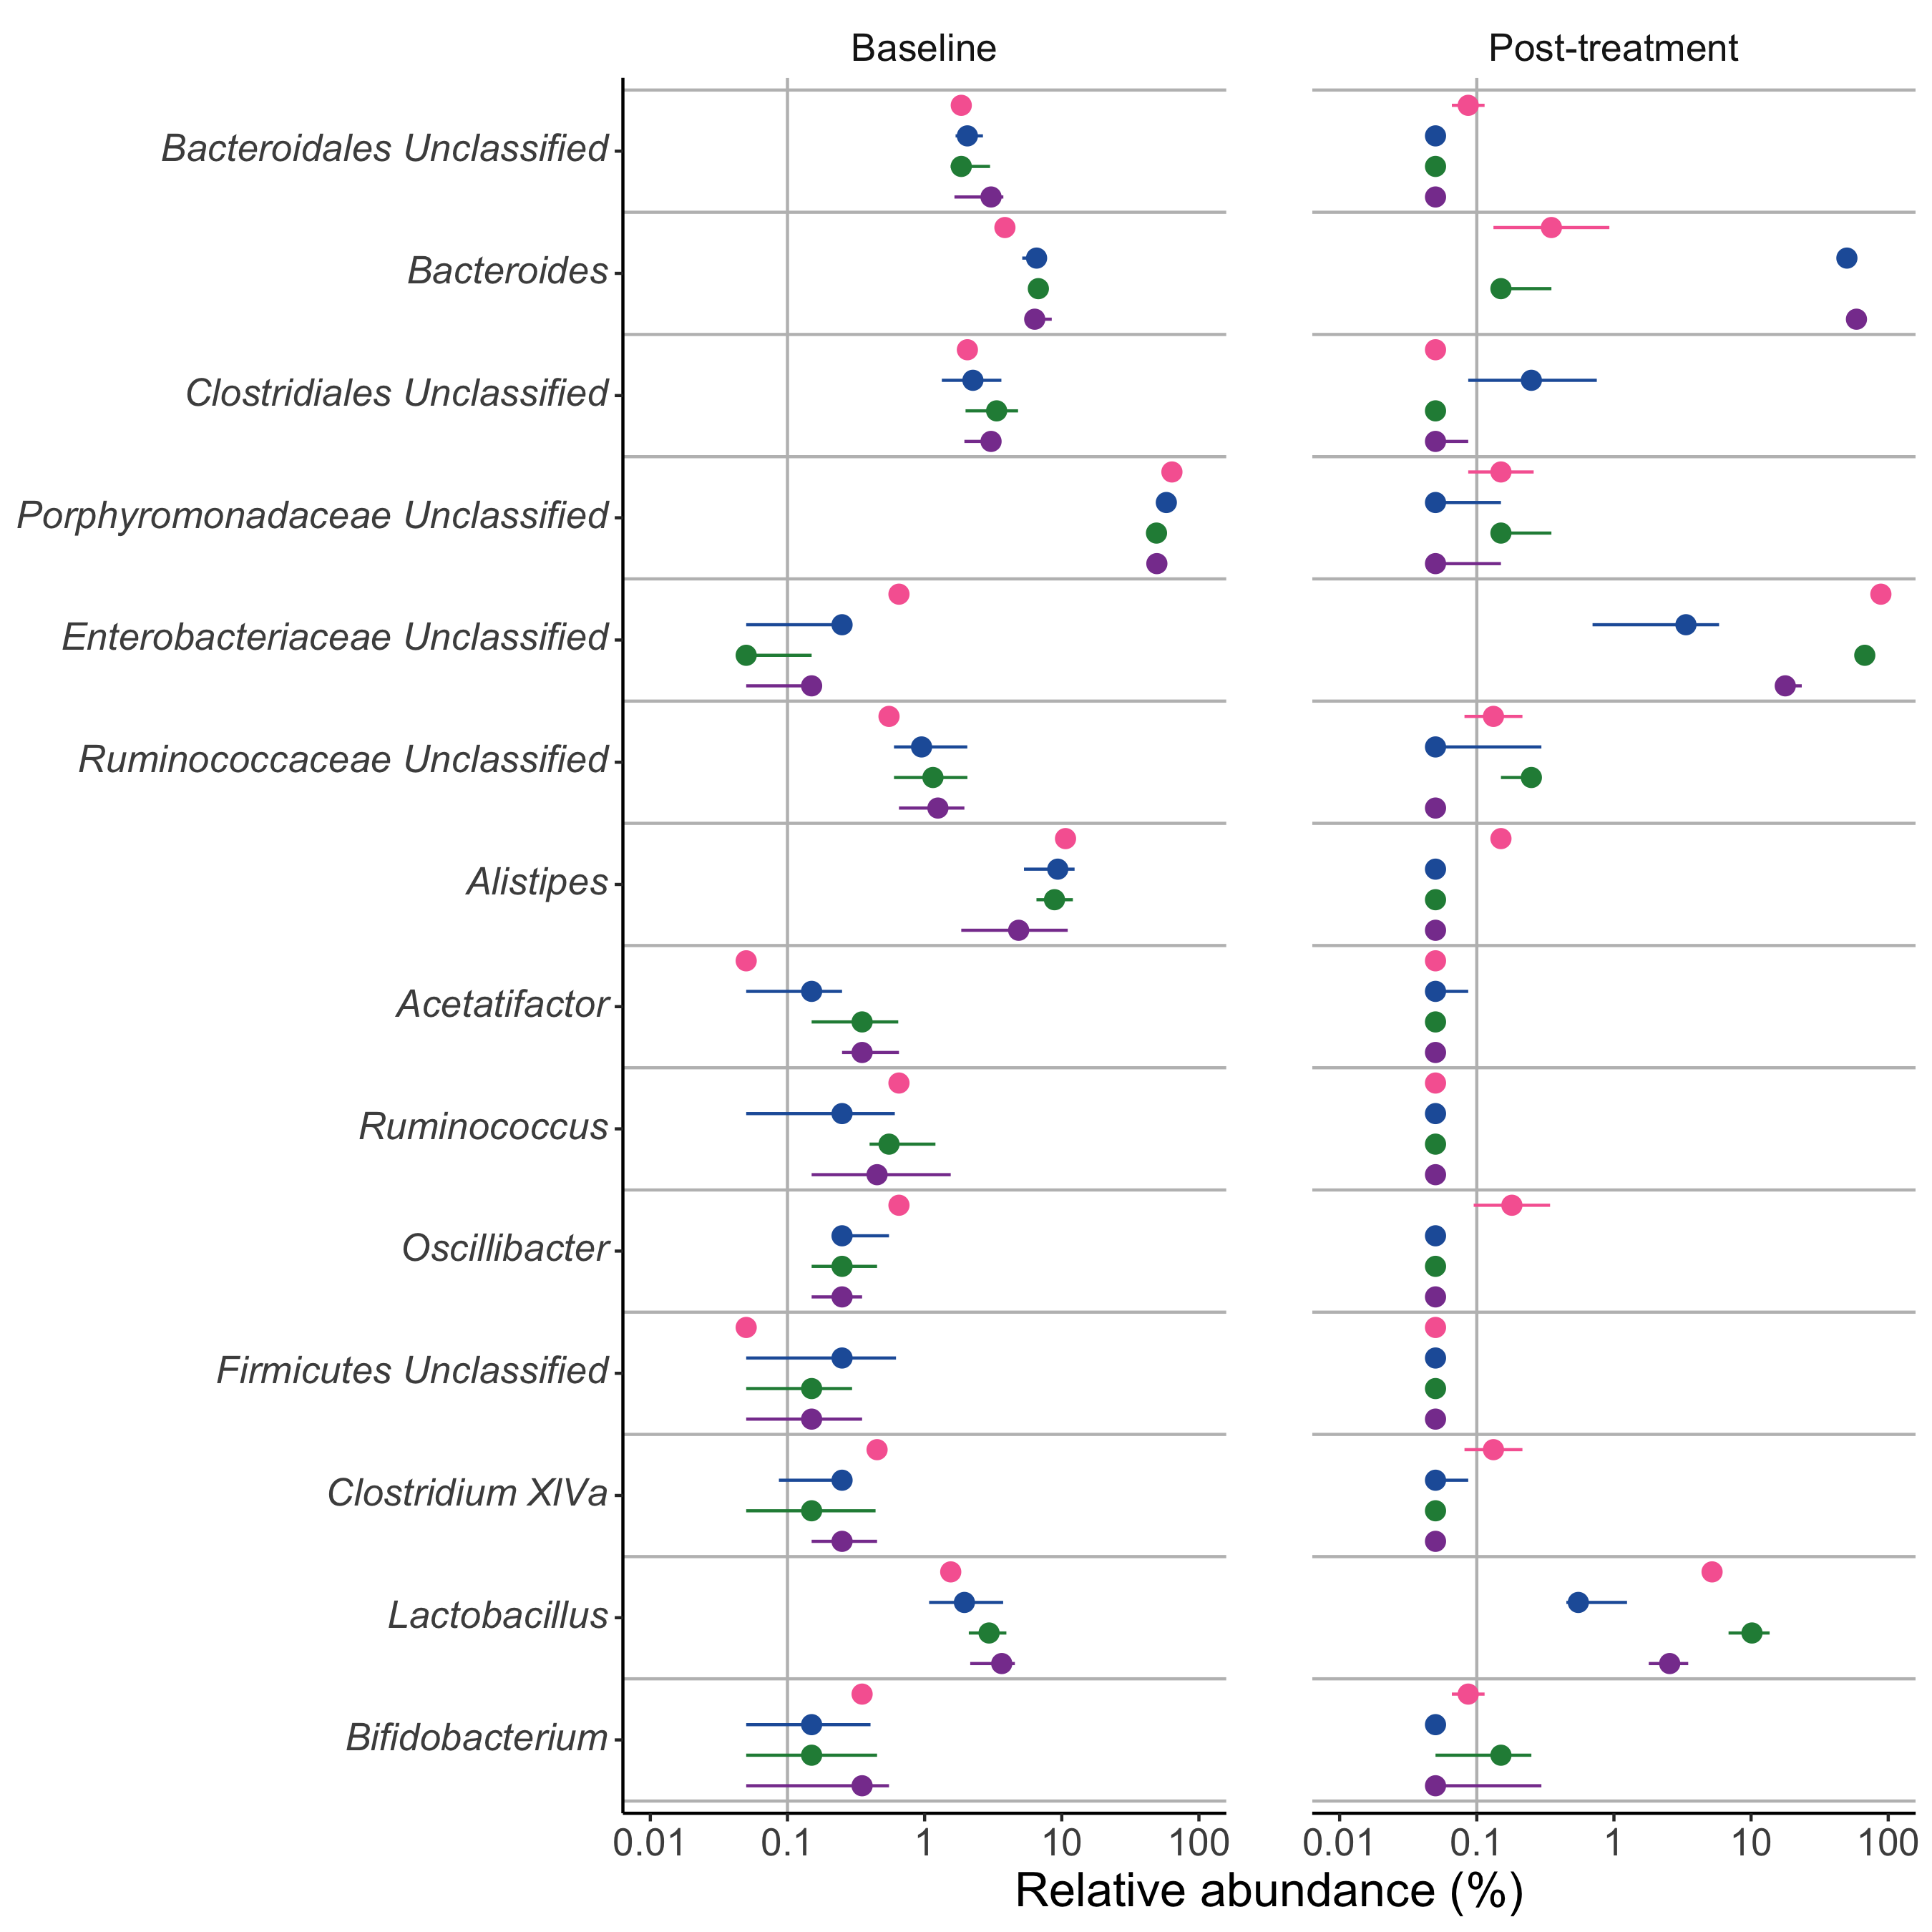 Baseline
Post-treatment
Bacteroidales Unclassified
Bacteroides
Clostridiales Unclassified
Porphyromonadaceae Unclassified
Enterobacteriaceae Unclassified
Ruminococcaceae Unclassified
Alistipes
Acetatifactor
Ruminococcus
Oscillibacter
Firmicutes Unclassified
Clostridium XIVa
Lactobacillus
Bifidobacterium
0.01 0.1 1 10 100
0.01 0.1 1 10 100
Relative abundance (%)